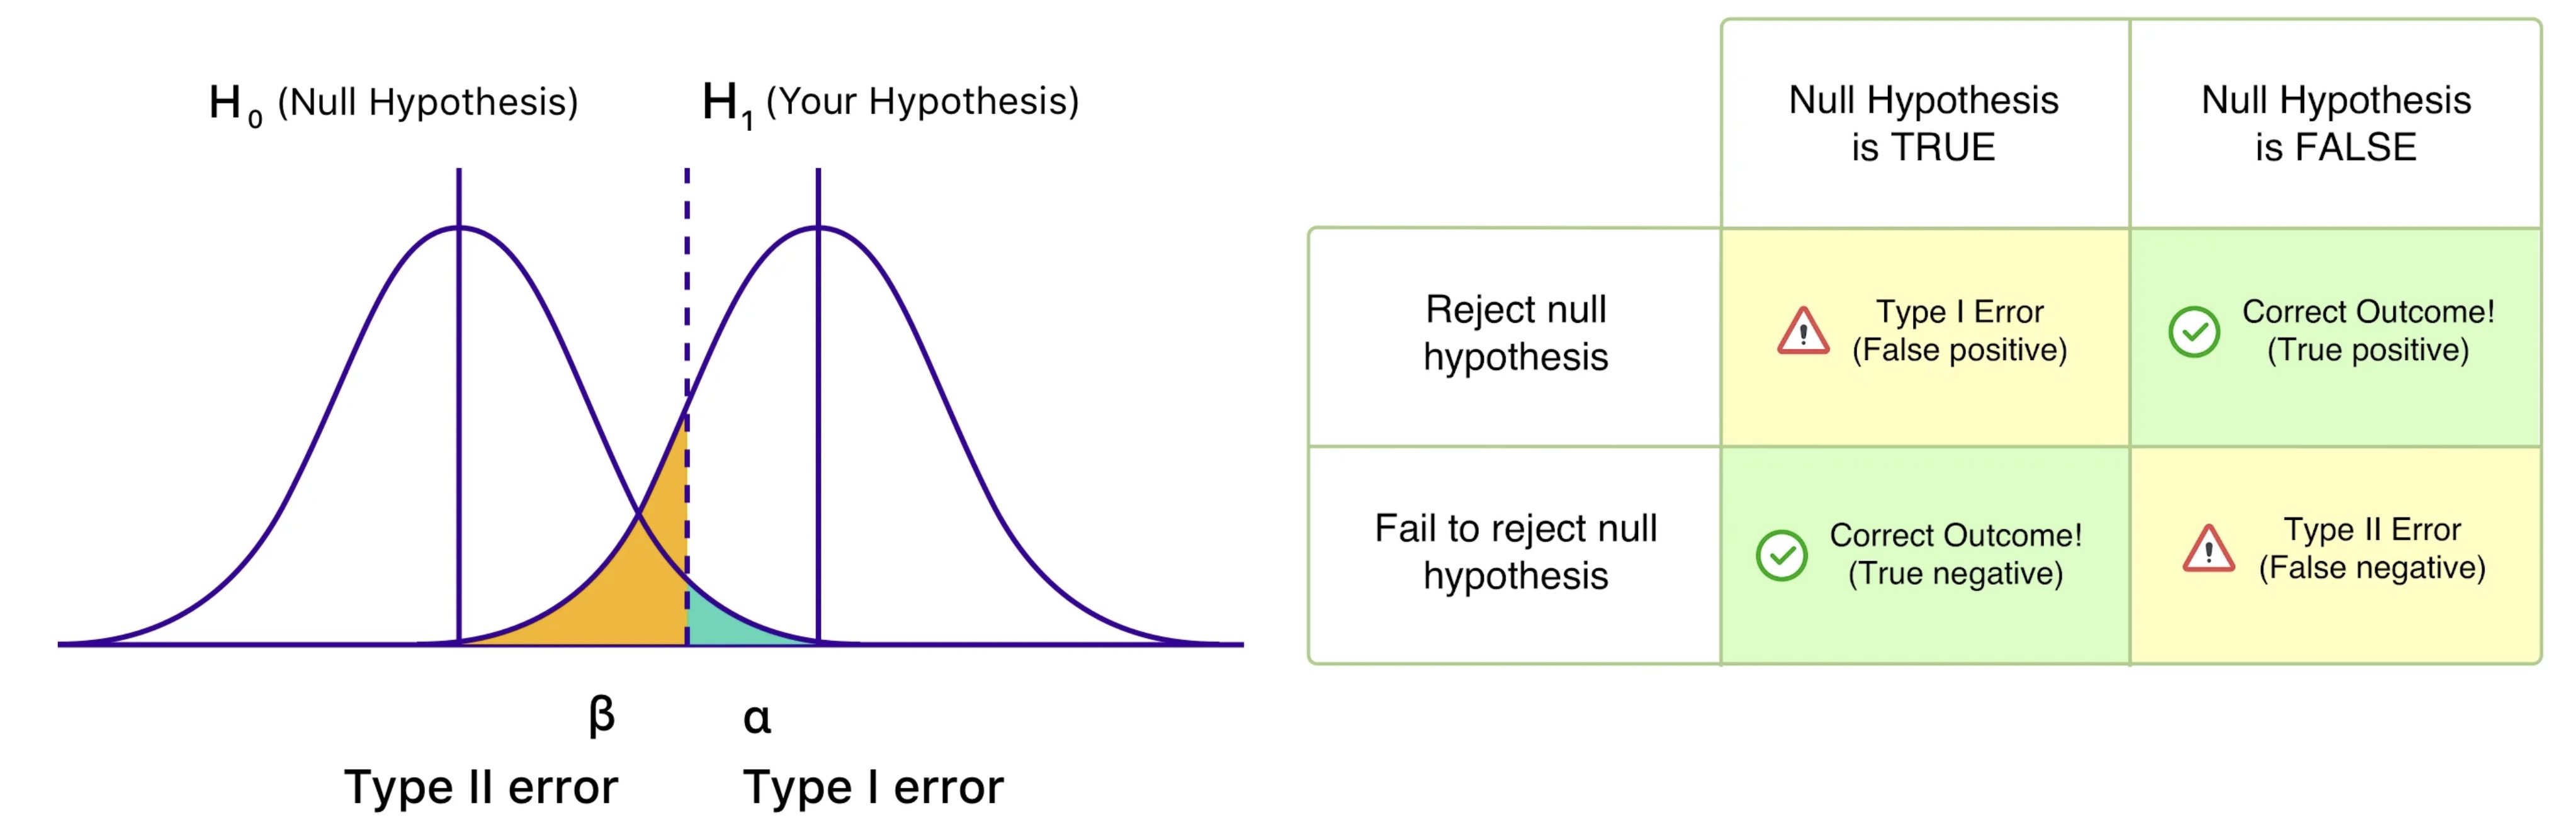 H₀ (Null Hypothesis)
H₁ (Your Hypothesis)
β
α
Type II error
Type I error
Null Hypothesis
is TRUE
Null Hypothesis
is FALSE
Reject null
hypothesis
Type I Error
(False positive)
Correct Outcome!
(True positive)
Fail to reject null
hypothesis
Correct Outcome!
(True negative)
Type II Error
(False negative)